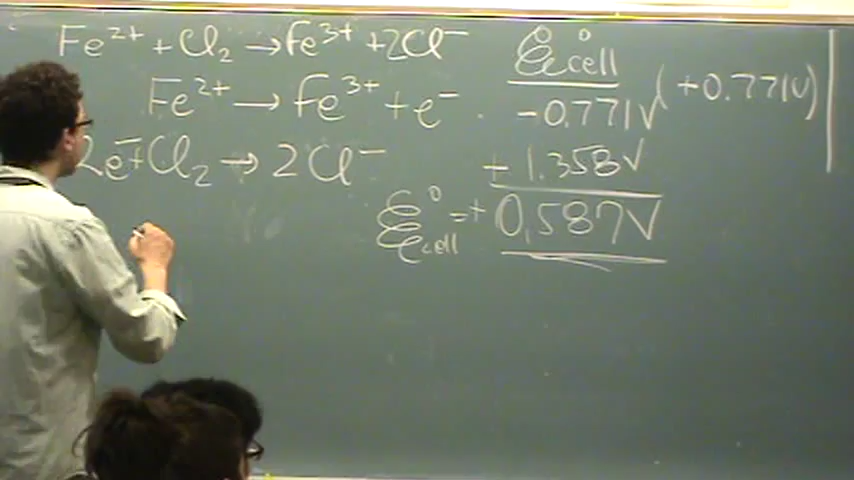 Fe²⁺ + Cl₂ → Fe³⁺ + 2Cl⁻ ℰ°cell
Fe²⁺ → Fe³⁺ + e⁻ . -0.771V (+0.771V)
2e⁻ + Cl₂ → 2Cl⁻ + 1.358V
ℰ°cell = + 0.587V